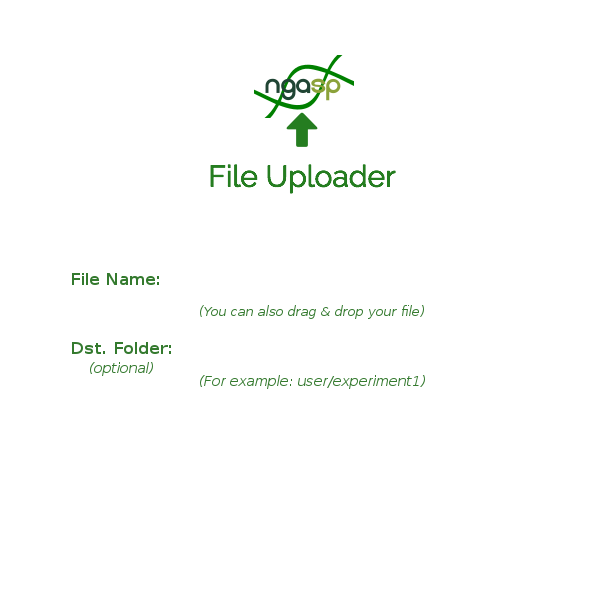 ngasp
File Uploader
File Name:
(You can also drag & drop your file)
Dst. Folder:
(optional)
(For example: user/experiment1)